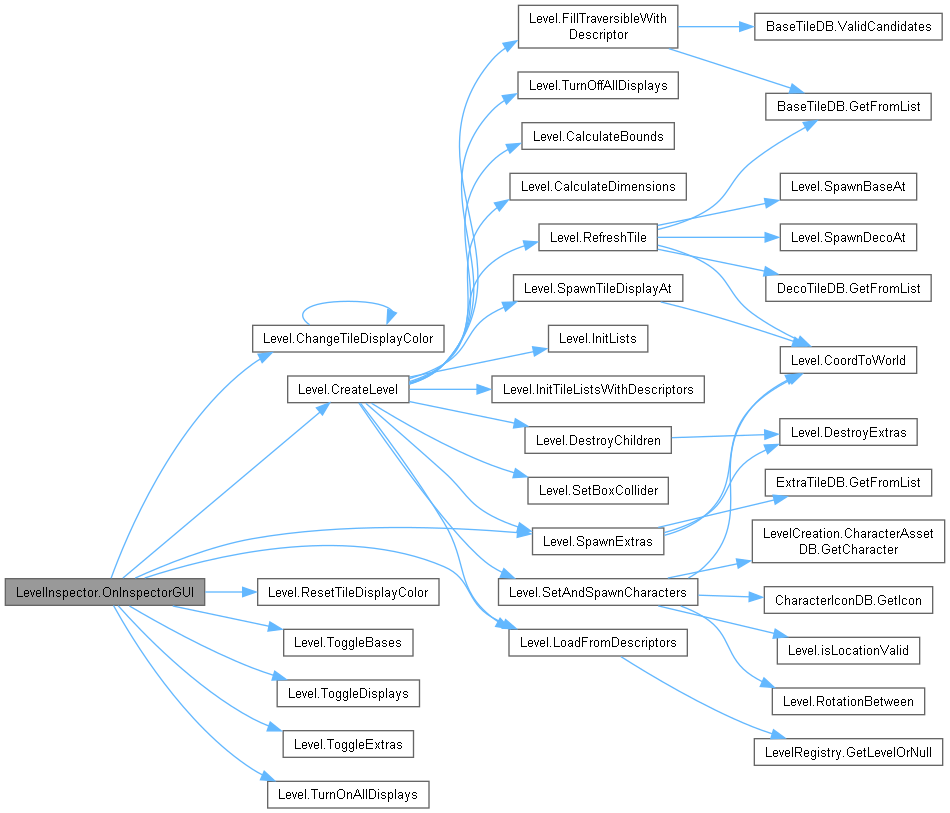 Level.FillTraversibleWith
Descriptor
BaseTileDB.ValidCandidates
Level.TurnOffAllDisplays
BaseTileDB.GetFromList
Level.CalculateBounds
Level.CalculateDimensions
Level.SpawnBaseAt
Level.RefreshTile
Level.SpawnDecoAt
Level.SpawnTileDisplayAt
DecoTileDB.GetFromList
Level.ChangeTileDisplayColor
Level.InitLists
Level.CoordToWorld
Level.CreateLevel
Level.InitTileListsWithDescriptors
Level.DestroyChildren
Level.DestroyExtras
Level.SetBoxCollider
ExtraTileDB.GetFromList
Level.SpawnExtras
LevelCreation.CharacterAsset
DB.GetCharacter
LevelInspector.OnInspectorGUI
Level.ResetTileDisplayColor
Level.SetAndSpawnCharacters
CharacterIconDB.GetIcon
Level.ToggleBases
Level.LoadFromDescriptors
Level.isLocationValid
Level.ToggleDisplays
Level.RotationBetween
Level.ToggleExtras
LevelRegistry.GetLevelOrNull
Level.TurnOnAllDisplays